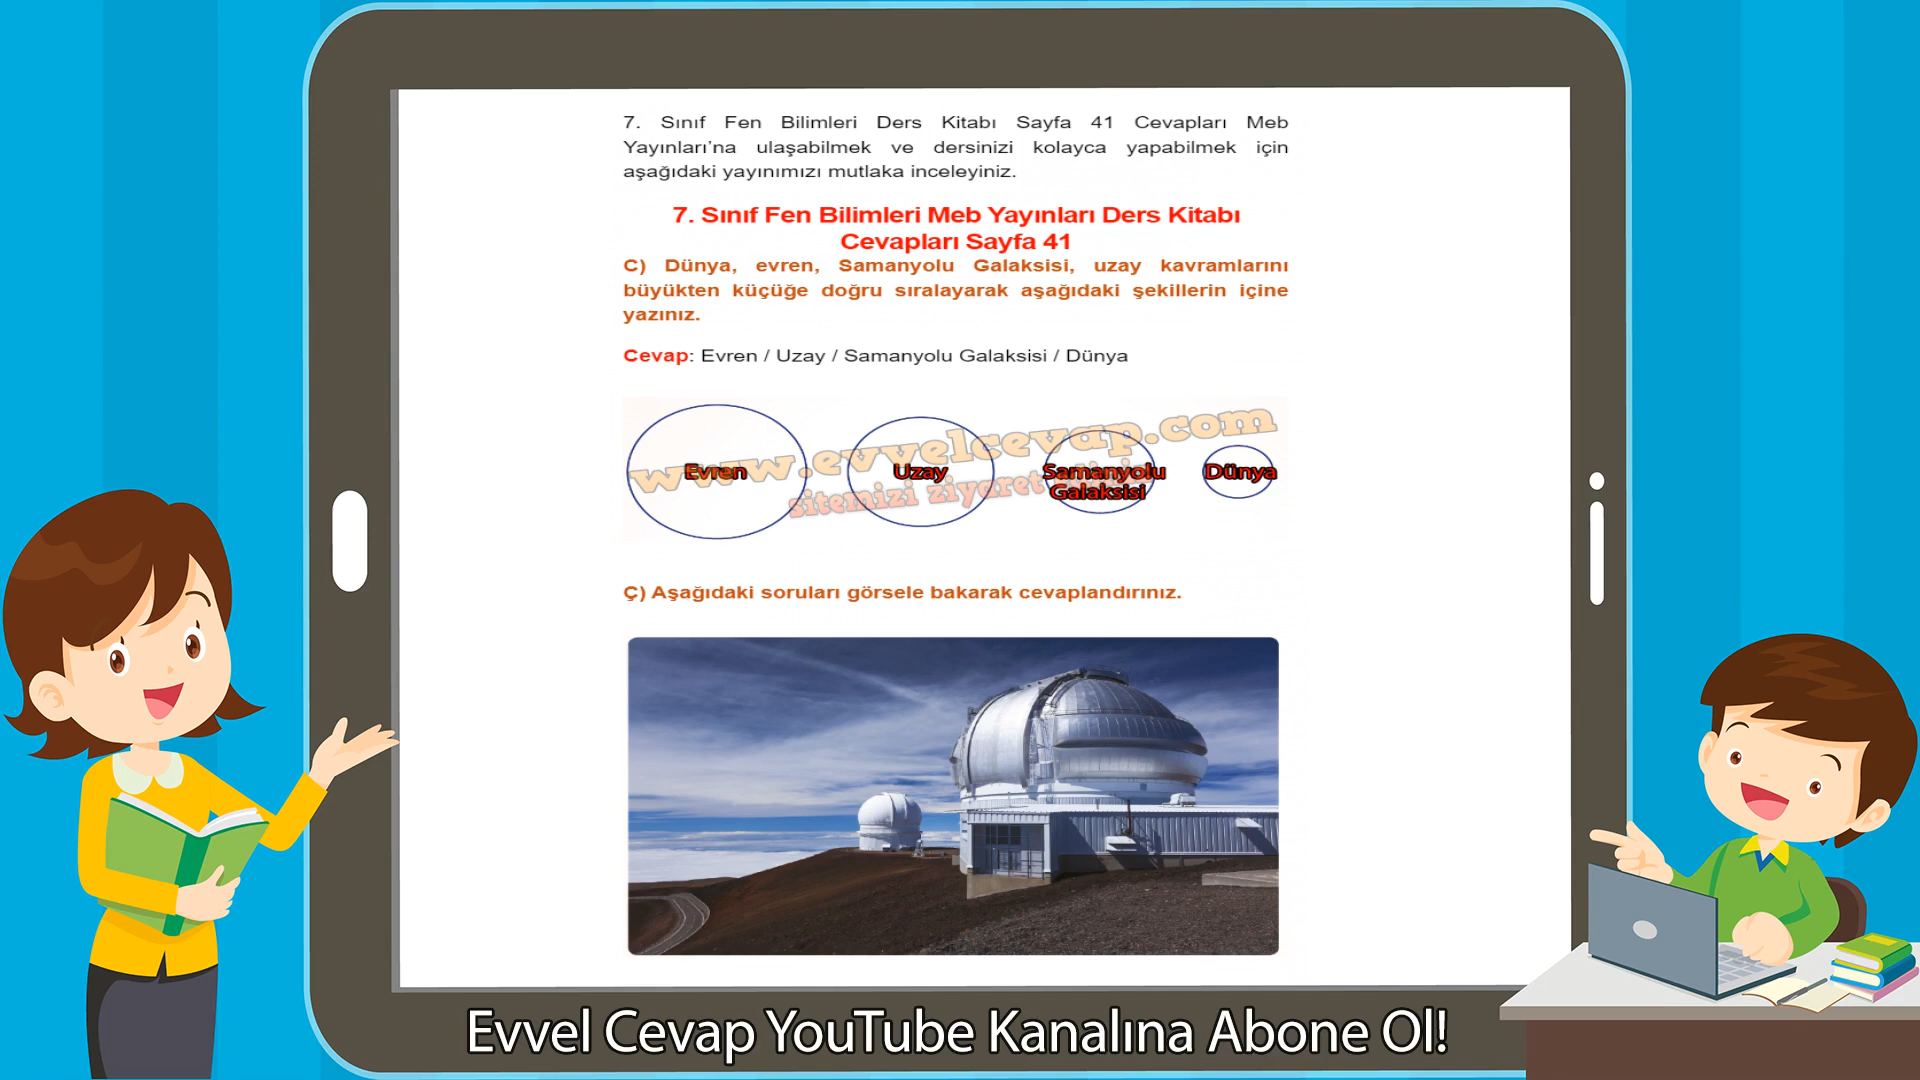 7. Sınıf Fen Bilimleri Ders Kitabı Sayfa 41 Cevapları Meb
Yayınları’na ulaşabilmek ve dersinizi kolayca yapabilmek için
aşağıdaki yayınımızı mutlaka inceleyiniz.
7. Sınıf Fen Bilimleri Meb Yayınları Ders Kitabı
Cevapları Sayfa 41
C) Dünya, evren, Samanyolu Galaksisi, uzay kavramlarını
büyükten küçüğe doğru sıralayarak aşağıdaki şekillerin içine
yazınız.
Cevap: Evren / Uzay / Samanyolu Galaksisi / Dünya
www.evvelcevap.com
sitemizi ziyaret
Evren
Uzay
Samanyolu
Galaksisi
Dünya
Ç) Aşağıdaki soruları görsele bakarak cevaplandırınız.
Evvel Cevap YouTube Kanalına Abone Ol!